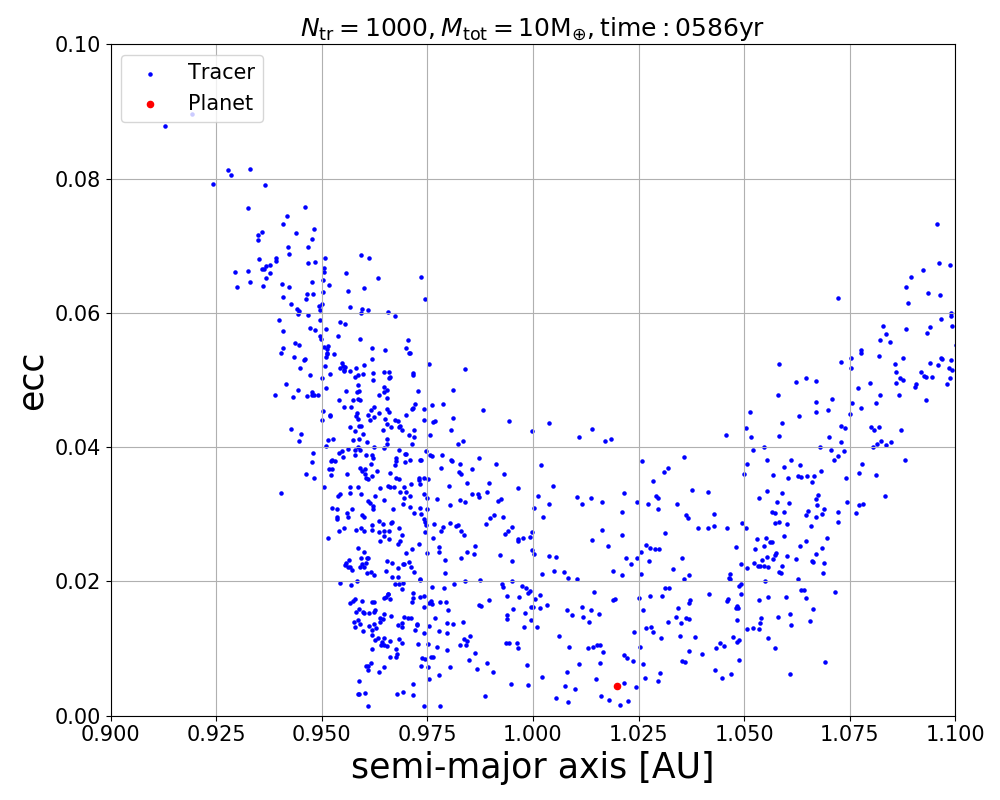 N_tr = 1000, M_tot = 10M_⊕, time : 0586yr
Tracer
Planet
0.10
0.08
0.06
0.04
0.02
0.00
ecc
0.900 0.925 0.950 0.975 1.000 1.025 1.050 1.075 1.100
semi-major axis [AU]